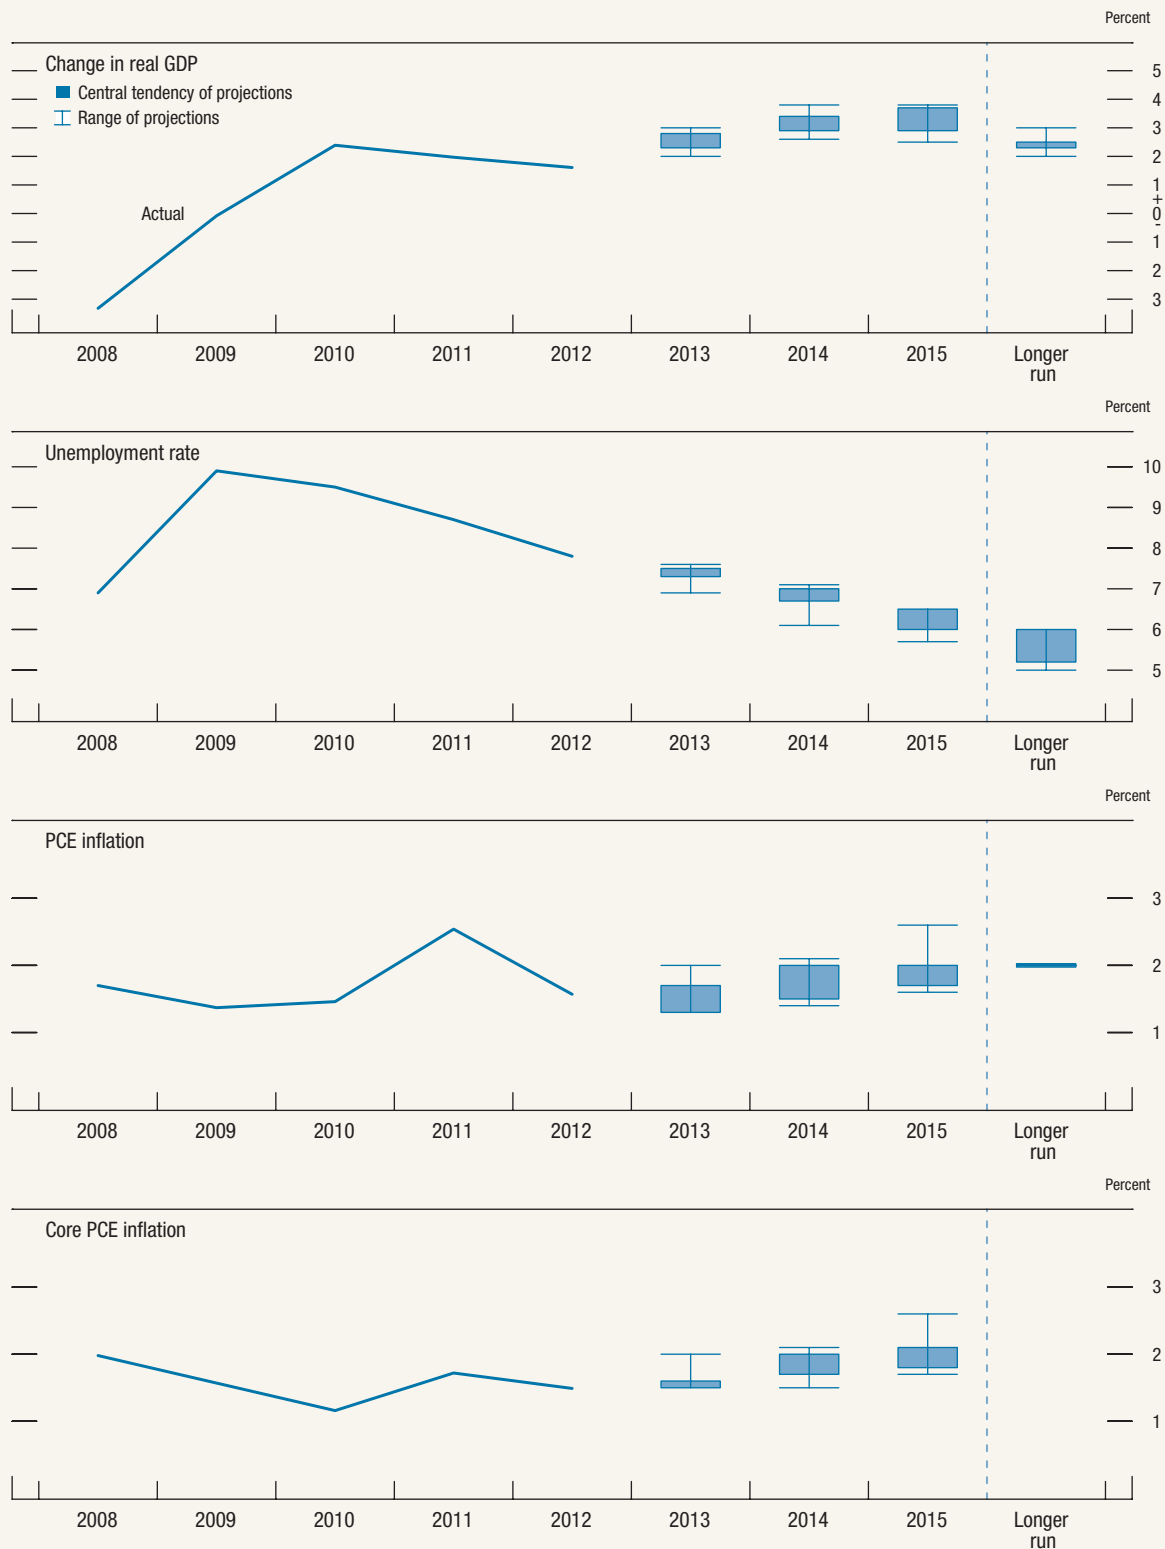 Percent
Change in real GDP
Central tendency of projections
Range of projections
Actual
5
4
3
2
1
+
0
-
1
2
3
2008 2009 2010 2011 2012 2013 2014 2015 Longer
run
Percent
Unemployment rate
10
9
8
7
6
5
2008 2009 2010 2011 2012 2013 2014 2015 Longer
run
Percent
PCE inflation
3
2
1
2008 2009 2010 2011 2012 2013 2014 2015 Longer
run
Percent
Core PCE inflation
3
2
1
2008 2009 2010 2011 2012 2013 2014 2015 Longer
run